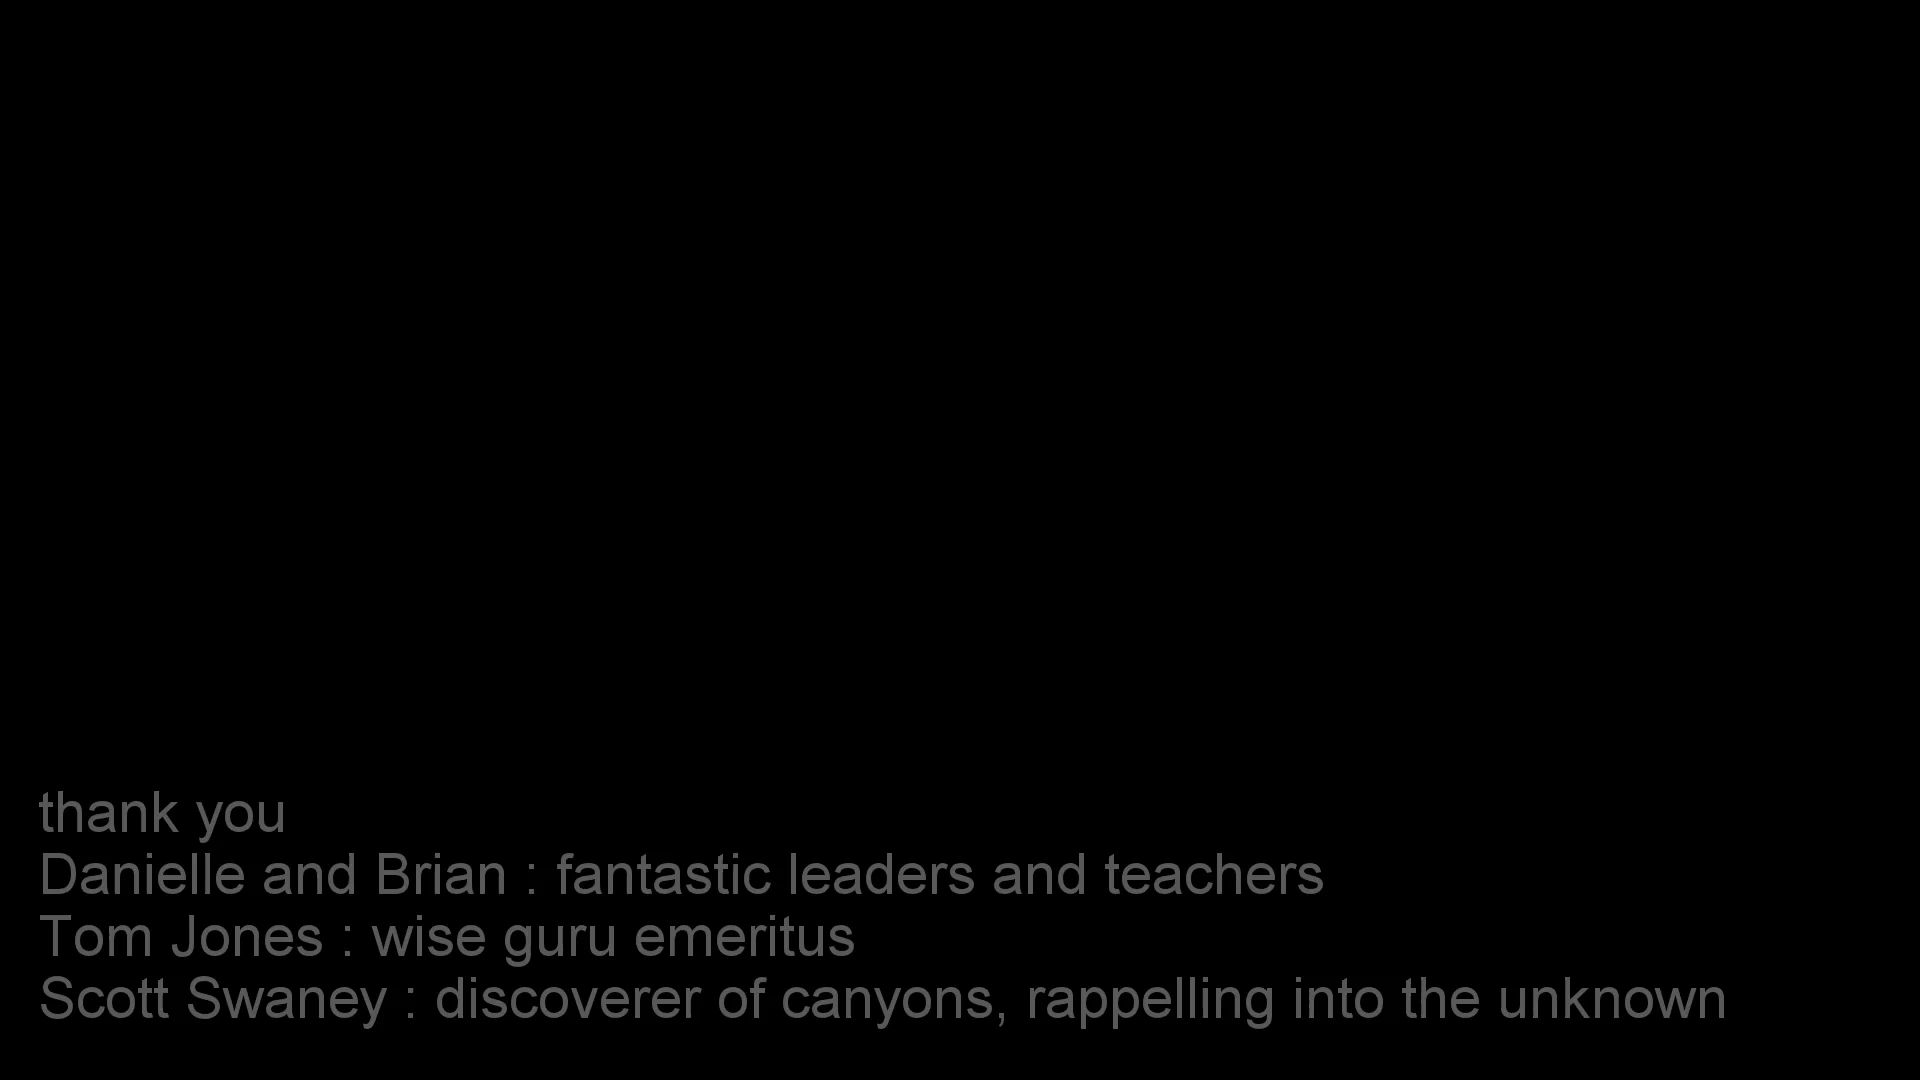 thank you
Danielle and Brian : fantastic leaders and teachers
Tom Jones : wise guru emeritus
Scott Swaney : discoverer of canyons, rappelling into the unknown